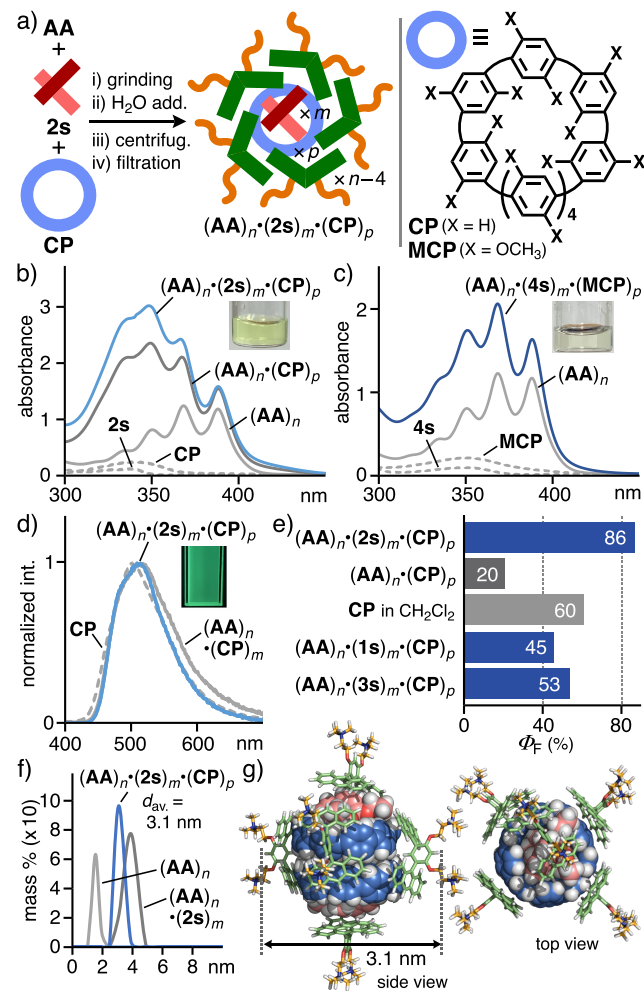 a)
AA
+
2s
+
CP
i) grinding
ii) H2O add.
iii) centrifug.
iv) filtration
×m
×p
×n−4
(AA)n•(2s)m•(CP)p
≡
X
X
X
X
X
X
X
X
X
X
X
X
X
X
4
CP (X = H)
MCP (X = OCH3)
b)
(AA)n•(2s)m•(CP)p
(AA)n•(CP)p
(AA)n
2s
CP
absorbance
3
2
1
0
300
350
400
nm
c)
(AA)n•(4s)m•(MCP)p
(AA)n
MCP
4s
absorbance
2
1
0
300
350
400
nm
d)
(AA)n•(2s)m•(CP)p
CP
(AA)n
•(CP)m
normalized int.
1
0
400
500
600
nm
e)
(AA)n•(2s)m•(CP)p
86
(AA)n•(CP)p
20
CP in CH2Cl2
60
(AA)n•(1s)m•(CP)p
45
(AA)n•(3s)m•(CP)p
53
0
40
80
ΦF (%)
f)
(AA)n•(2s)m•(CP)p
dav. =
3.1 nm
(AA)n
(AA)n
•(2s)m
mass % (x 10)
10
8
6
4
2
0
0
2
4
6
8
nm
g)
3.1 nm
side view
top view